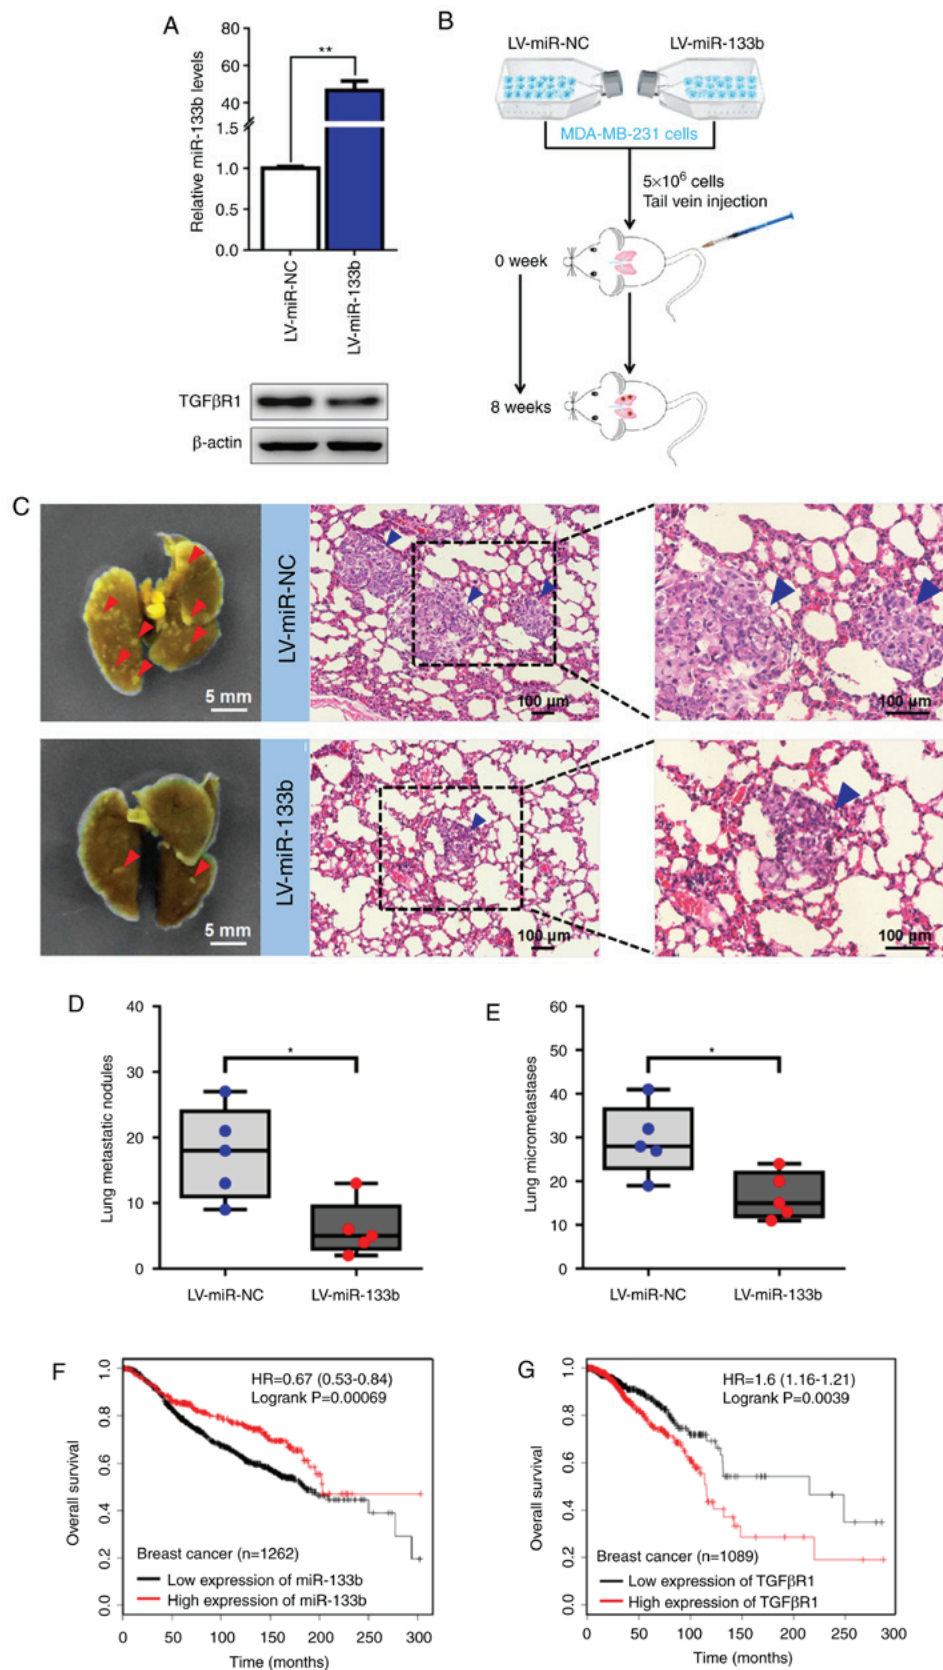 A
Relative miR-133b levels
80
60
40
20
1.5
1.0
0.5
0.0
**
LV-miR-NC
LV-miR-133b
TGFβR1
β-actin
B
LV-miR-NC
LV-miR-133b
MDA-MB-231 cells
5×10⁶ cells
Tail vein injection
0 week
8 weeks
C
LV-miR-NC
5 mm
100 µm
100 µm
LV-miR-133b
5 mm
100 µm
100 µm
D
Lung metastatic nodules
40
30
20
10
0
*
LV-miR-NC
LV-miR-133b
E
Lung micrometastases
60
50
40
30
20
10
0
*
LV-miR-NC
LV-miR-133b
F
Overall survival
1.0
0.8
0.6
0.4
0.2
0.0
HR=0.67 (0.53-0.84)
Logrank P=0.00069
Breast cancer (n=1262)
Low expression of miR-133b
High expression of miR-133b
0 50 100 150 200 250 300
Time (months)
G
Overall survival
1.0
0.8
0.6
0.4
0.2
0.0
HR=1.6 (1.16-1.21)
Logrank P=0.0039
Breast cancer (n=1089)
Low expression of TGFβR1
High expression of TGFβR1
0 50 100 150 200 250 300
Time (months)